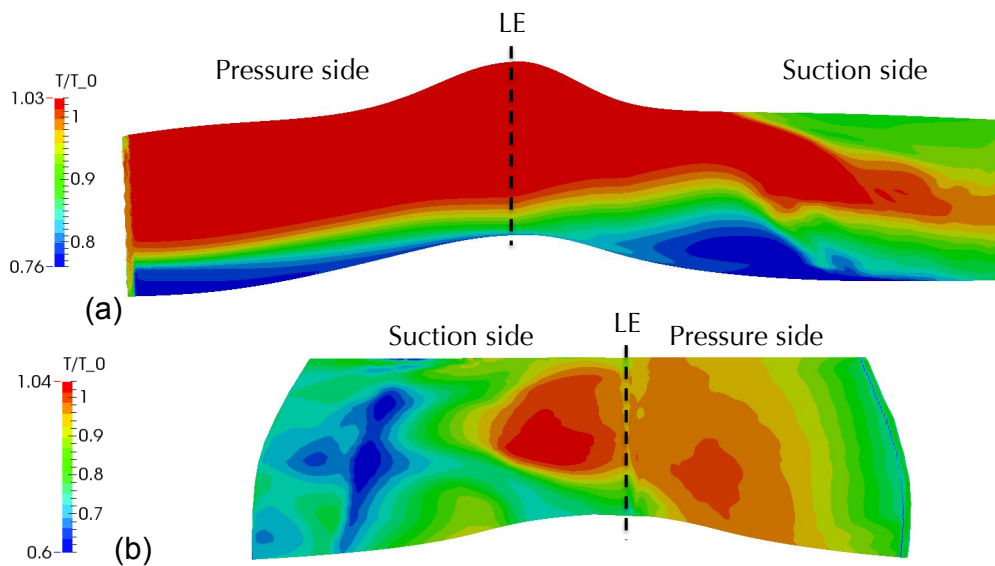 LE
Pressure side
Suction side
T/T_0
1.03
1
0.9
0.8
0.76
(a)
LE
Suction side
Pressure side
T/T_0
1.04
1
0.9
0.8
0.7
0.6
(b)